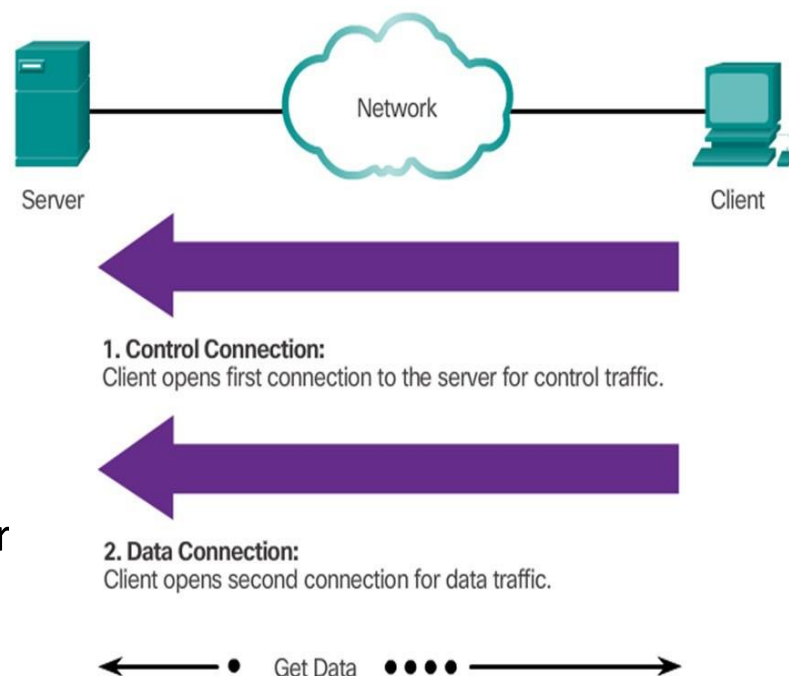 Network
Server
Client
1. Control Connection:
Client opens first connection to the server for control traffic.
r
2. Data Connection:
Client opens second connection for data traffic.
Get Data